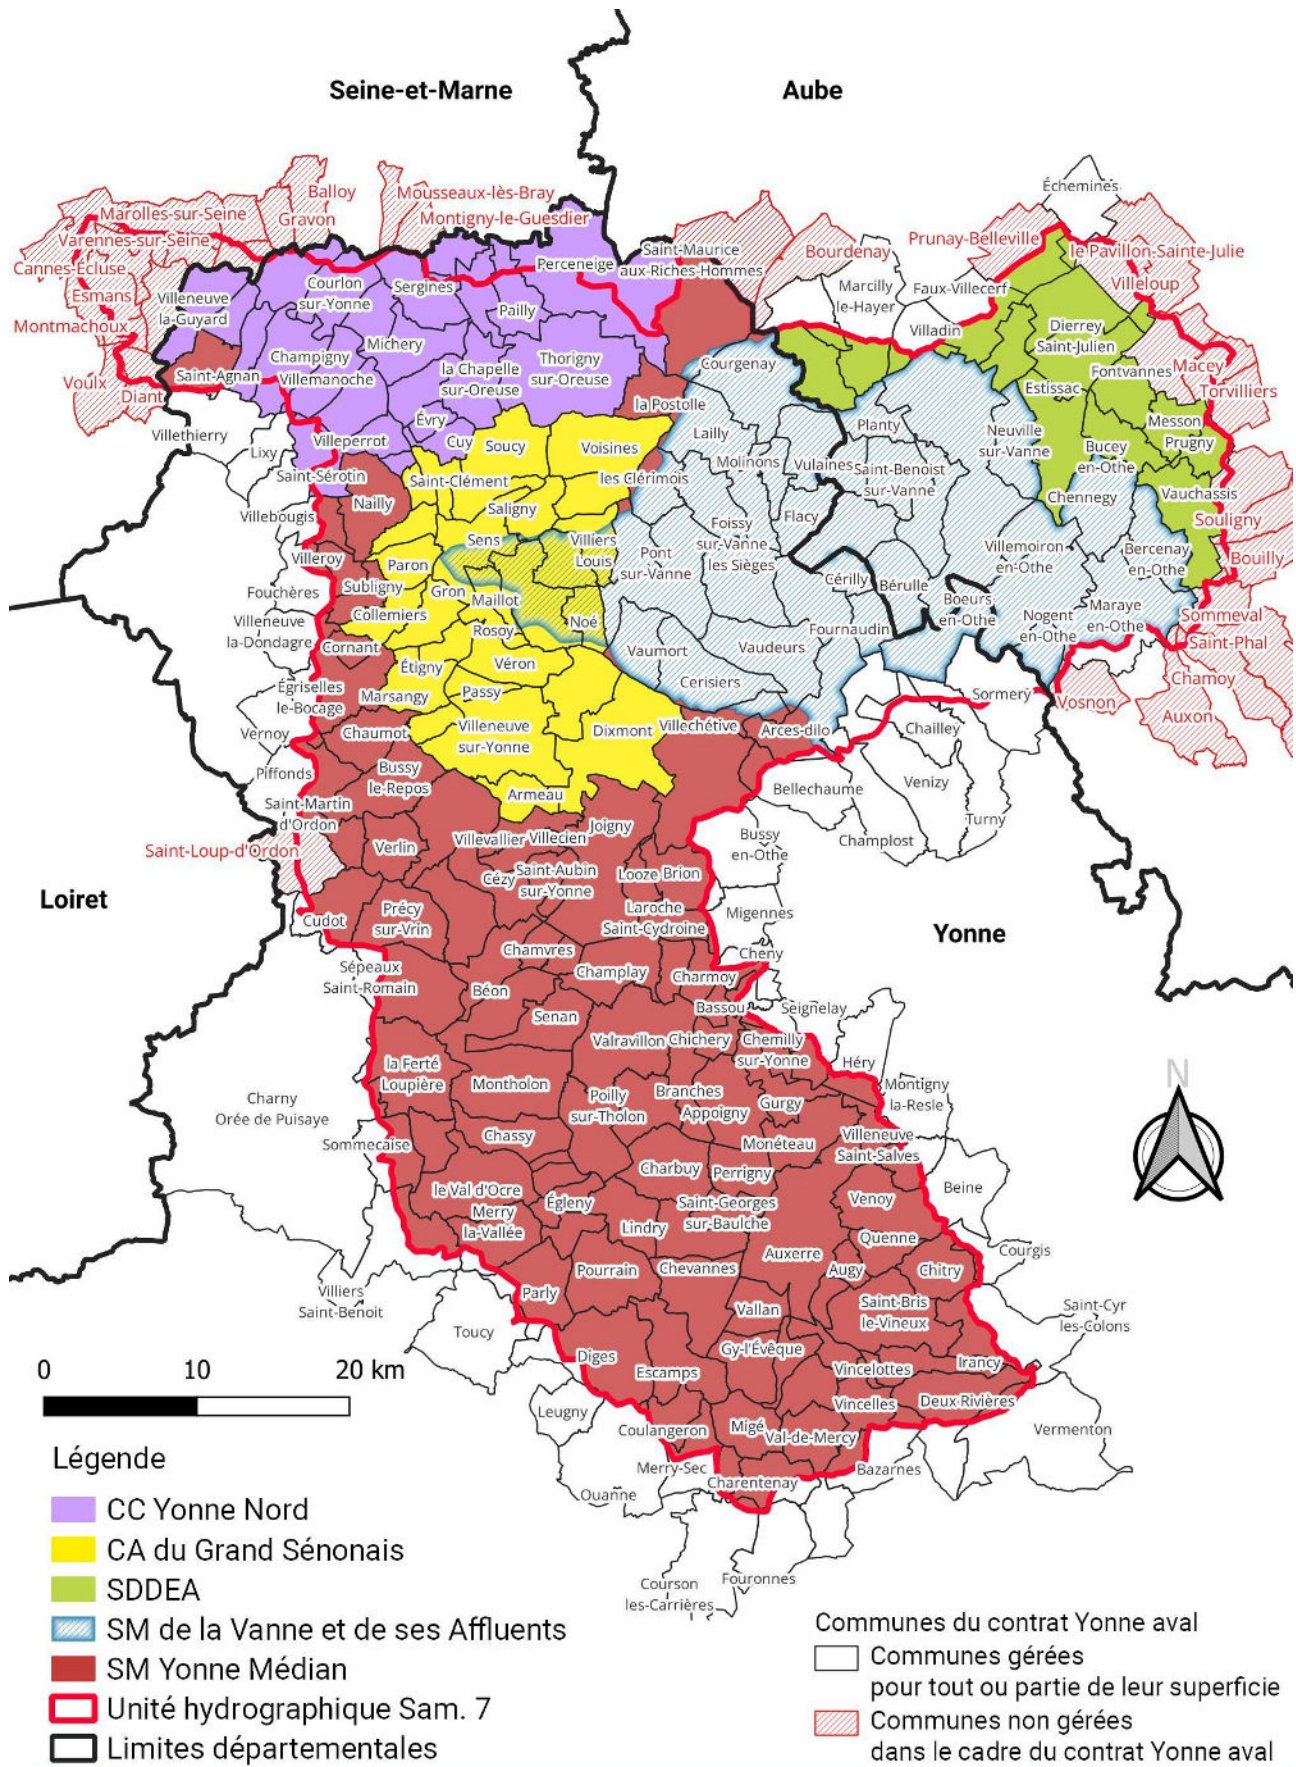 Seine-et-Marne
Aube
Échemines
Balloy
Mousseaux-lès-Bray
Marolles-sur-Seine
Gravon
Montigny-le-Guesdier
Varennes-sur-Seine
Saint-Maurice
aux-Riches-Hommes
Bourdenay
Prunay-Belleville
le Pavillon-Sainte-Julie
Cannes-Ecluse
Perceneige
Marcilly
le-Hayer
Faux-Villecerf
Villeloup
Esmans
Villeneuve
la-Guyard
Courlon
sur-Yonne
Sergines
Pailly
Montmachoux
Villadin
Dierrey
Saint-Julien
Michery
Champigny
Villemanoche
la Chapelle
sur-Oreuse
Thorigny
sur-Oreuse
Courgenay
Fontvannes
Macey
Voulx
Diant
Saint-Agnan
Estissac
Torvilliers
la Postolle
Villethierry
Lixy
Villeperrot
Évry
Cuy
Soucy
Voisines
Lailly
Planty
Neuville
sur-Vanne
Messon
Prugny
Bucey
en-Othe
Molinons
Vulaines
Saint-Benoist
sur-Vanne
Saint-Sérotin
Saint-Clément
les Clérimois
Chennegy
Vauchassis
Nailly
Saligny
Villebougis
Flacy
Souligny
Foissy
sur-Vanne
les Sièges
Sens
Villiers
Louis
Pont
sur-Vanne
Villemoiron
en-Othe
Bercenay
en-Othe
Bouilly
Villeroy
Paron
Fouchères
Subligny
Gron
Maillot
Cérilly
Bérulle
Boeurs
en-Othe
Maraye
en-Othe
Sommeval
Collemiers
Villeneuve
la-Dondagre
Rosoy
Noé
Fournaudin
Nogent
en-Othe
Saint-Phal
Cornant
Étigny
Véron
Vaumort
Vaudeurs
Chamoy
Égriselles
le-Bocage
Marsangy
Passy
Cerisiers
Sormery
Vosnon
Auxon
Vernoy
Chaumot
Villeneuve
sur-Yonne
Dixmont
Villechétive
Arces-dilo
Chailley
Piffonds
Bussy
le-Repos
Bellechaume
Venizy
Saint-Martin
d'Ordon
Armeau
Turny
Saint-Loup-d'Ordon
Verlin
Villevallier
Villecien
Joigny
Bussy
en-Othe
Champlost
Cézy
Saint-Aubin
sur-Yonne
Looze
Brion
Loiret
Cudot
Précy
sur-Vrin
Laroche
Saint-Cydroine
Migennes
Yonne
Chamvres
Cheny
Sépeaux
Saint-Romain
Béon
Champlay
Charmoy
Bassou
Seignelay
Senan
Valravillon
Chichery
Chemilly
sur-Yonne
Héry
la Ferté
Loupière
Montholon
Poilly
sur-Tholon
Branches
Appoigny
Gurgy
Montigny
la-Resle
N
Charny
Orée de Puisaye
Sommecaise
Chassy
Monéteau
Villeneuve
Saint-Salves
Charbuy
Perrigny
Beine
le Val d'Ocre
Merry
la-Vallée
Égleny
Lindry
Saint-Georges
sur-Baulche
Venoy
Quenne
Courgis
Auxerre
Pourrain
Chevannes
Augy
Chitry
Villiers
Saint-Benoit
Parly
Vallan
Saint-Bris
le-Vineux
Saint-Cyr
les-Colons
Toucy
Gy-l'Évêque
Diges
Escamps
Vincelottes
Irancy
Leugny
Vincelles
Deux Rivières
Coulangeron
Migé
Val-de-Mercy
Vermenton
Merry-Sec
Charentenay
Bazarnes
Ouanne
Courson
les-Carrières
Fouronnes
0
10
20 km
Légende
CC Yonne Nord
CA du Grand Sénonais
SDDEA
SM de la Vanne et de ses Affluents
SM Yonne Médian
Unité hydrographique Sam. 7
Limites départementales
Communes du contrat Yonne aval
Communes gérées
pour tout ou partie de leur superficie
Communes non gérées
dans le cadre du contrat Yonne aval